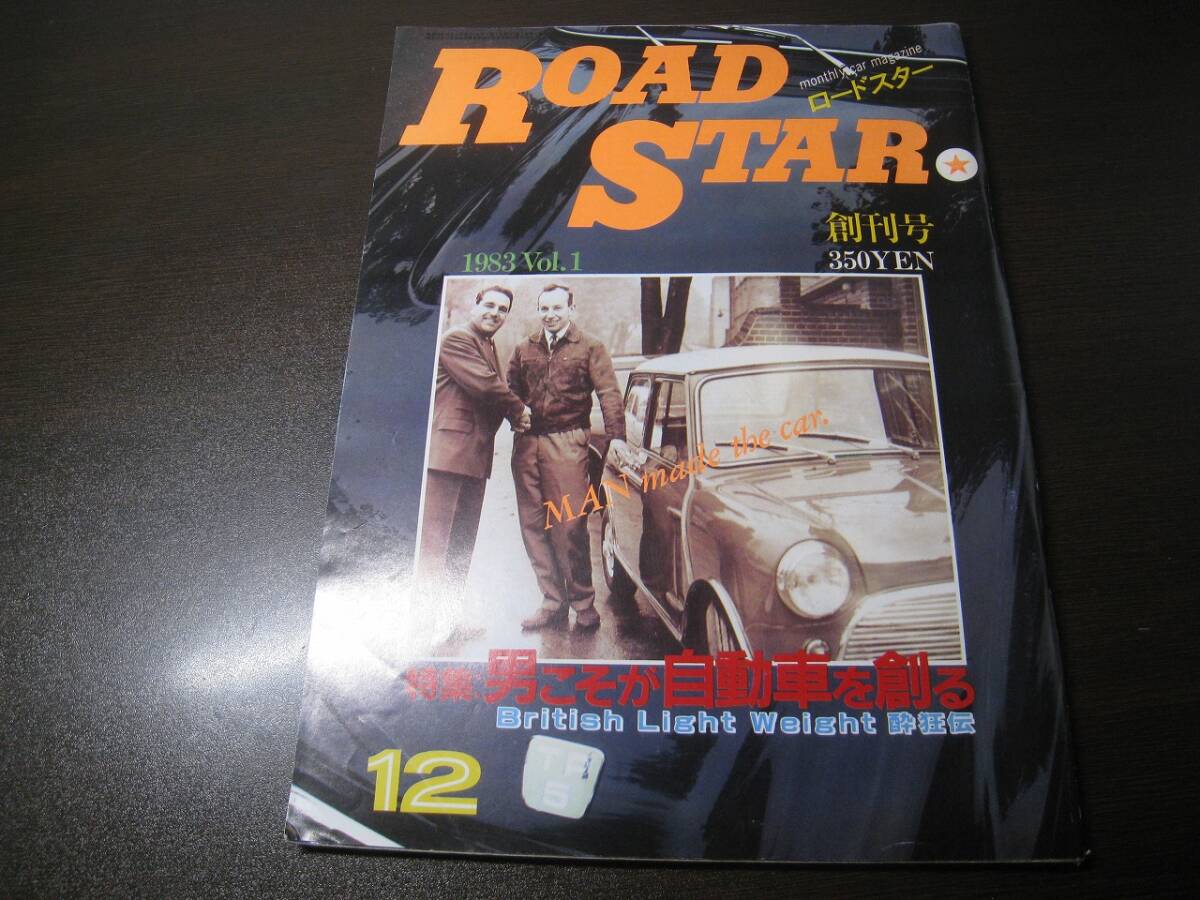 ROAD
STAR
monthly car magazine
ロードスター
創刊号
1983 Vol.1
350YEN
MAN made the car.
特集 男こそが自動車を創る
British Light Weight 酔狂伝
12
5